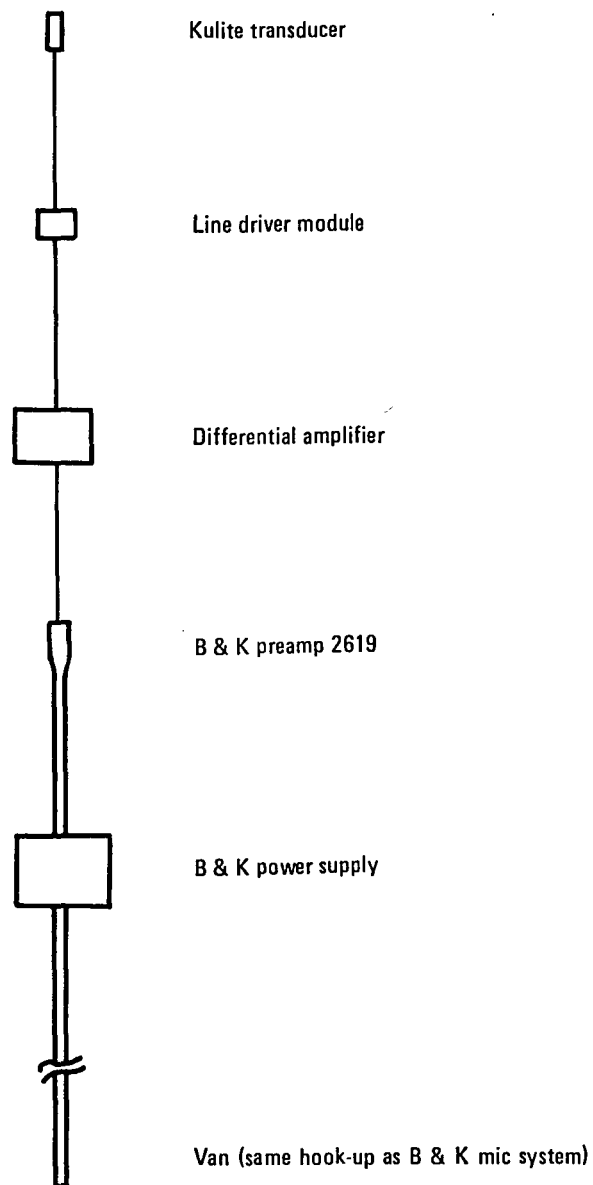 Kulite transducer
Line driver module
Differential amplifier
B & K preamp 2619
B & K power supply
Van (same hook-up as B & K mic system)